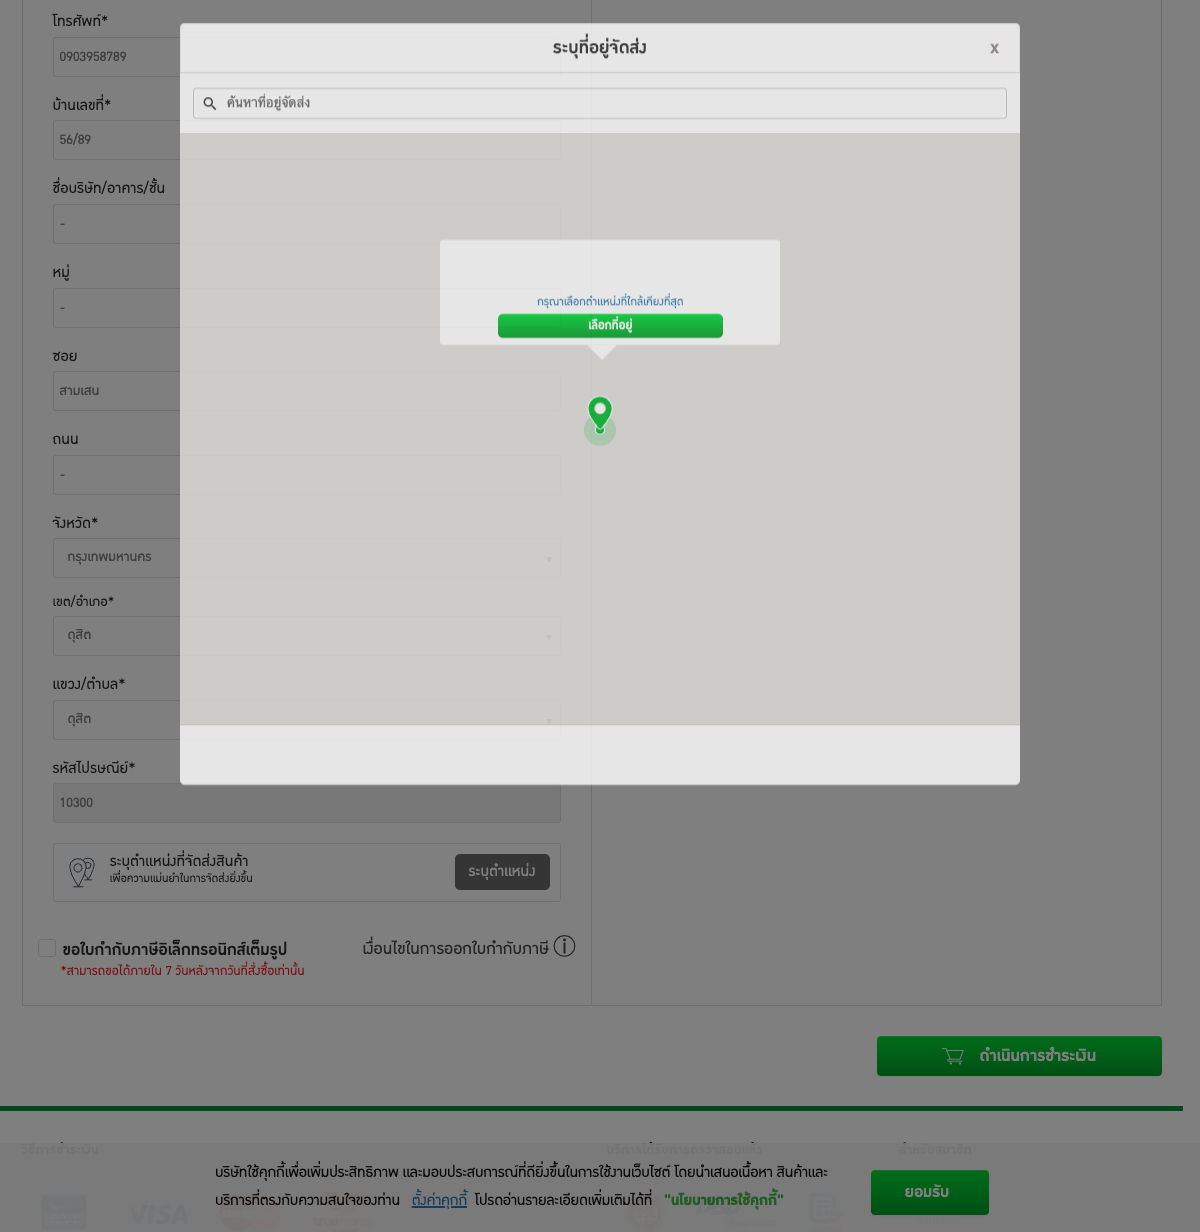 โทรศัพท์*
0903958789
บ้านเลขที่*
56/89
ชื่อบริษัท/อาคาร/ชั้น
-
หมู่
-
ซอย
สามเสน
ถนน
-
จังหวัด*
กรุงเทพมหานคร
เขต/อำเภอ*
ดุสิต
แขวง/ตำบล*
ดุสิต
รหัสไปรษณีย์*
10300
ระบุที่อยู่จัดส่ง
x
ค้นหาที่อยู่จัดส่ง
กรุณาเลือกตำแหน่งที่ใกล้เคียงที่สุด
เลือกที่อยู่
ระบุตำแหน่งที่จัดส่งสินค้า
เพื่อความแม่นยำในการจัดส่งยิ่งขึ้น
ระบุตำแหน่ง
ขอใบกำกับภาษีอิเล็กทรอนิกส์เต็มรูป
เงื่อนไขในการออกใบกำกับภาษี
*สามารถขอได้ภายใน 7 วันหลังจากวันที่สั่งซื้อเท่านั้น
ดำเนินการชำระเงิน
วิธีการชำระเงิน
สำหรับสมาชิก
บริษัทใช้คุกกี้เพื่อเพิ่มประสิทธิภาพ และมอบประสบการณ์ที่ดียิ่งขึ้นในการใช้งานเว็บไซต์ โดยนำเสนอเนื้อหา สินค้าและ
บริการที่ตรงกับความสนใจของท่าน ตั้งค่าคุกกี้ โปรดอ่านรายละเอียดเพิ่มเติมได้ที่ "นโยบายการใช้คุกกี้"
ยอมรับ
VISA